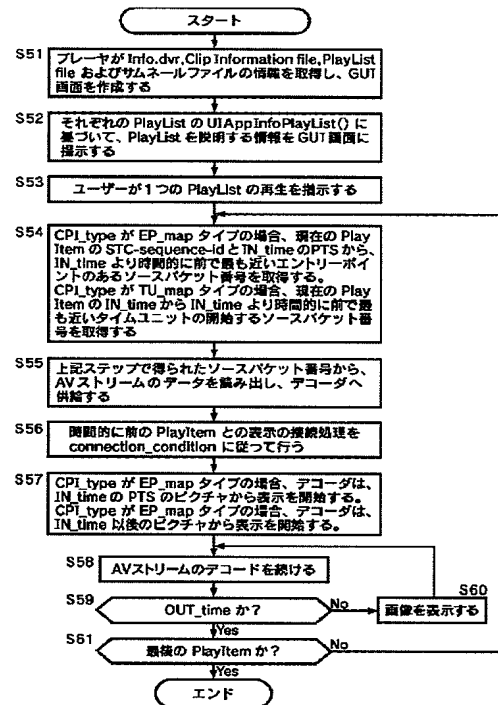 スタート
S51
プレーヤが Info.dvr,Clip Information file,PlayList
file およびサムネールファイルの情報を取得し、GUT
画面を作成する
S52
それぞれの PlayList の UIAppInfoPlayList() に
基づいて、PlayList を説明する情報を GUT 画面に
提示する
S53
ユーザーが1つの PlayList の再生を指示する
S54
CPI_type が EP_map タイプの場合、現在の Play
Item の STC-sequence-id と IN_time のPTS から、
IN_time より時間的に前で最も近いエントリーポイ
ントのあるソースパケット番号を取得する。
CPI_type が TU_map タイプの場合、現在の Play
Item の IN_time から IN_time より時間的に前で最
も近いタイムユニットの開始するソースパケット番
号を取得する
S55
上記ステップで得られたソースパケット番号から、
AVストリームのデータを読み出し、デコーダへ
供給する
S56
時間的に前の PlayItem との表示の接続処理を
connection_condition に従って行う
S57
CPI_type が EP_map タイプの場合、デコーダは、
IN_time の PTS のピクチャから表示を開始する。
CPI_type が EP_map タイプの場合、デコーダは、
IN_time 以後のピクチャから表示を開始する。
S58
AVストリームのデコードを続ける
S59
OUT_time か?
No
S60
画像を表示する
Yes
S61
最後の PlayItem か?
No
Yes
エンド